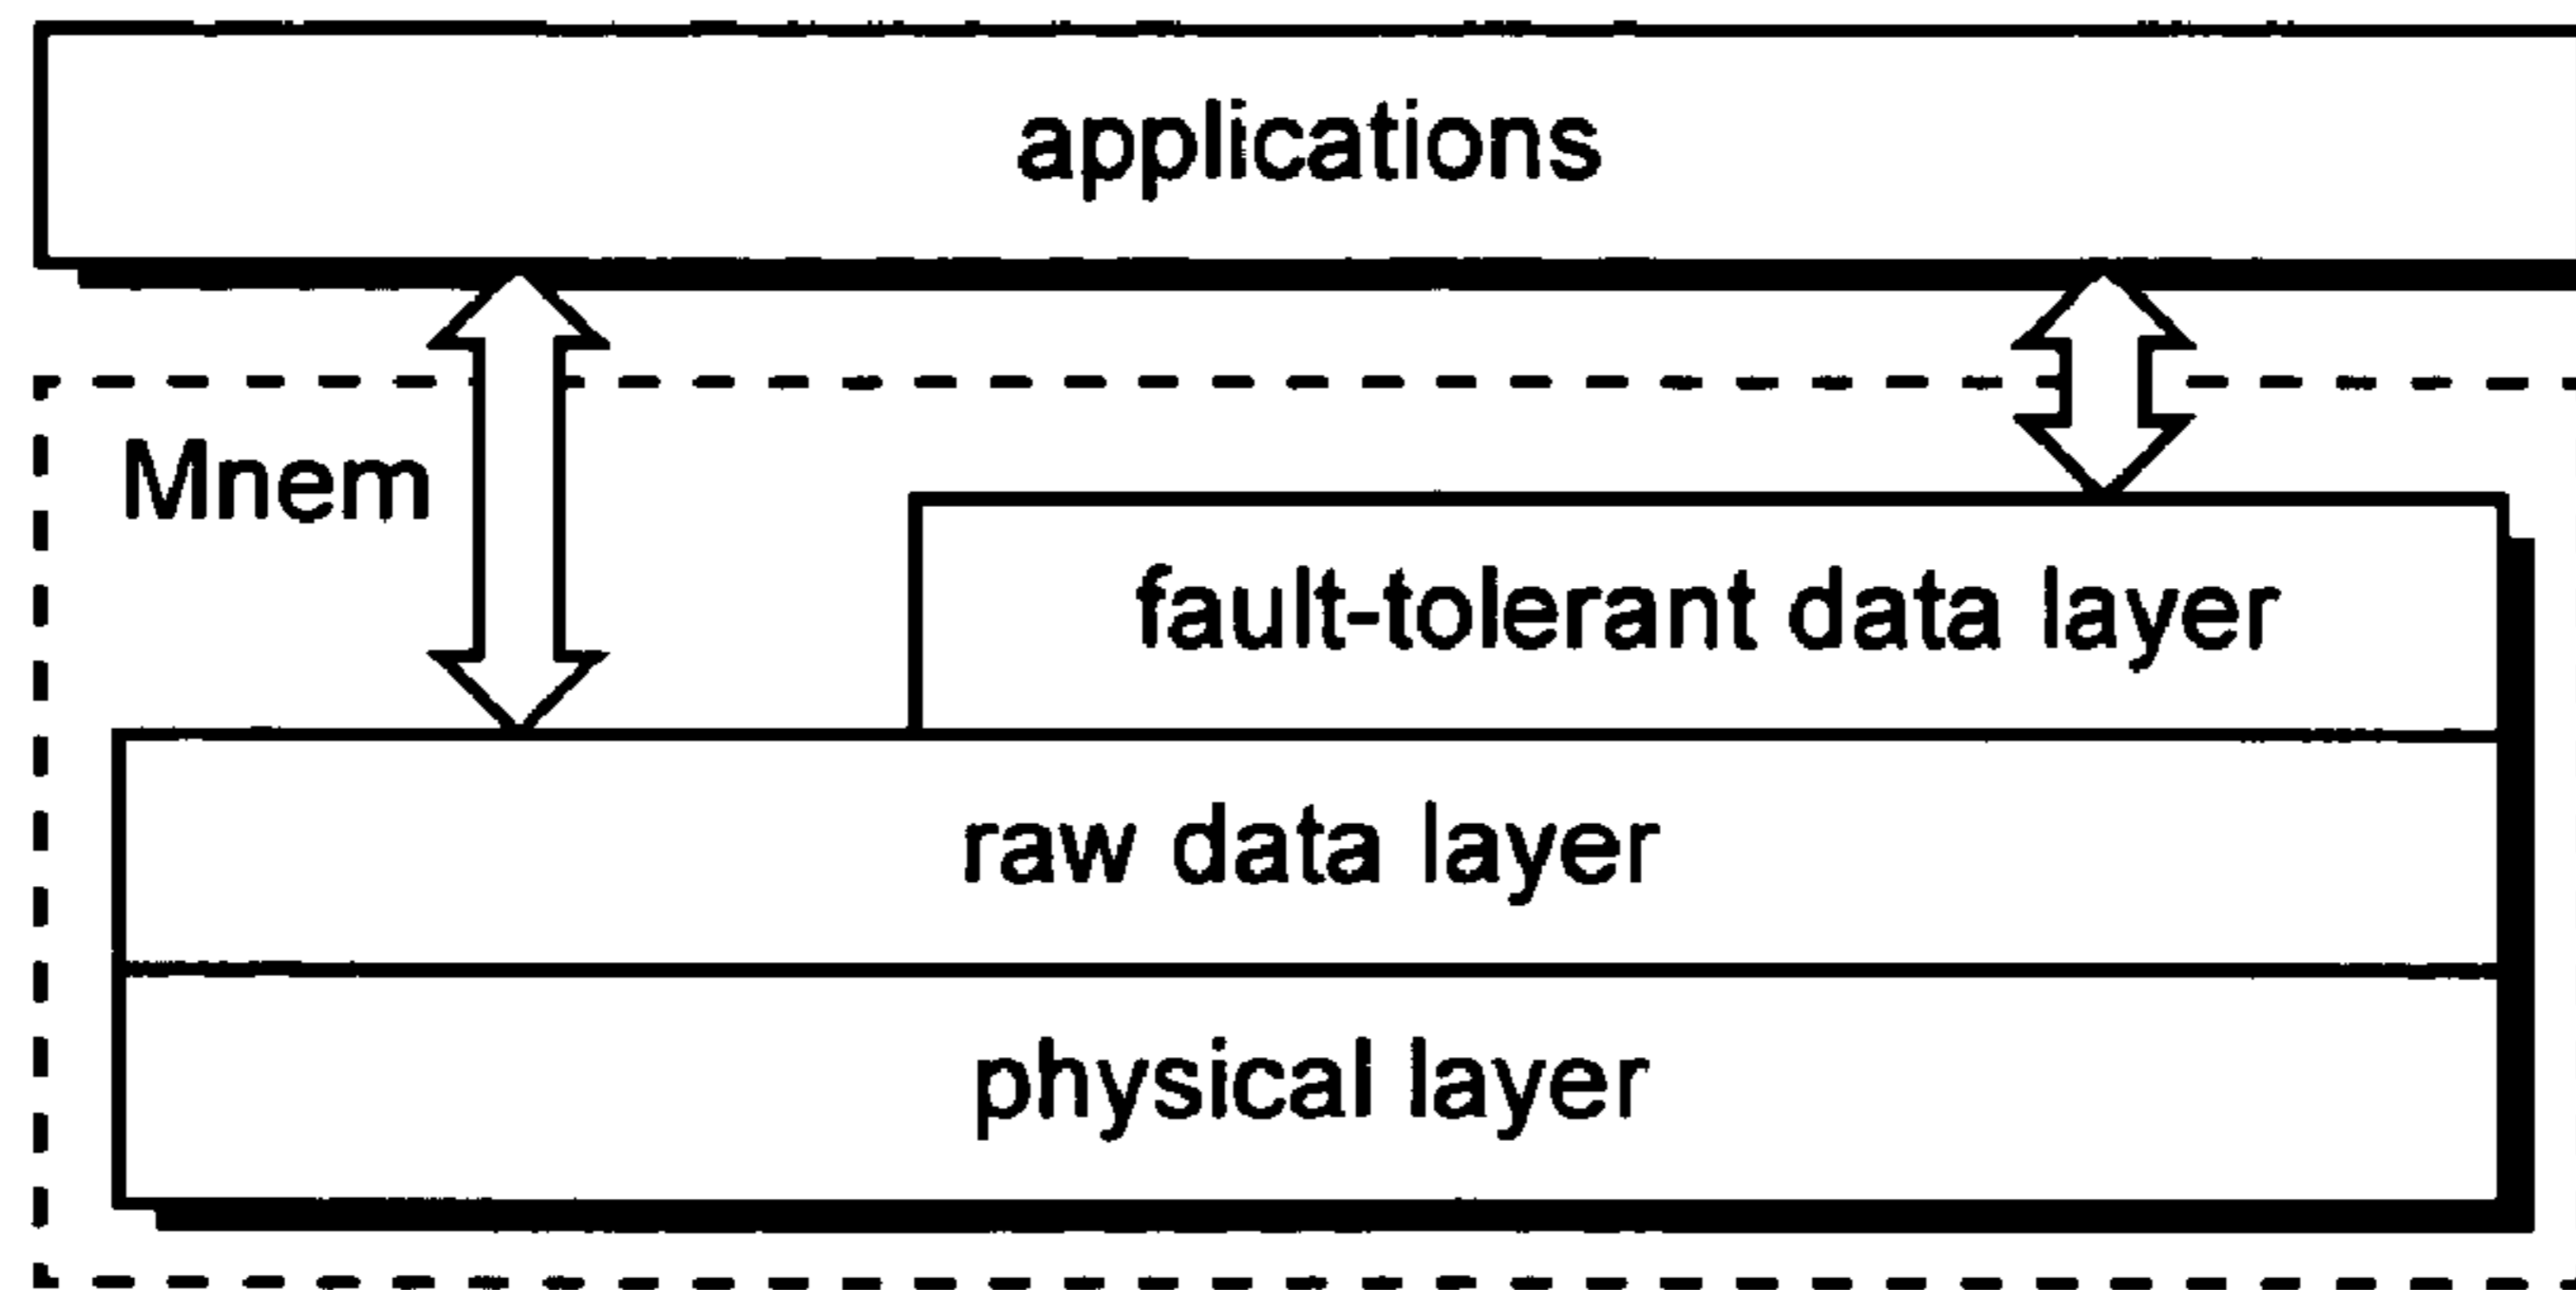 applications
Mnem
fault-tolerant data layer
raw data layer
physical layer